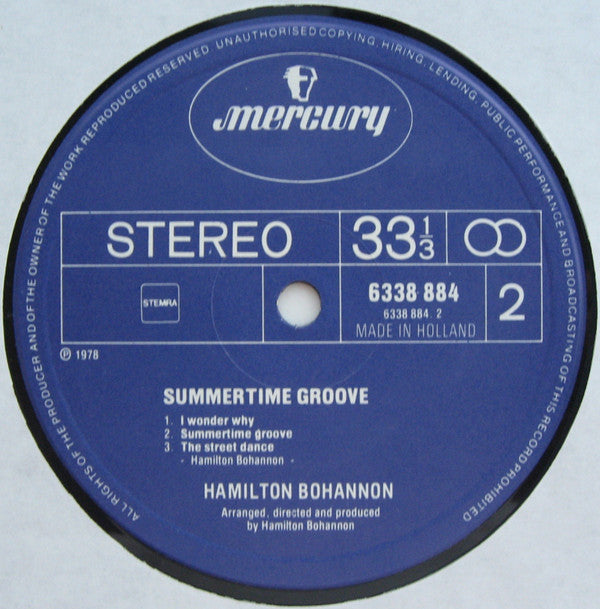 ALL RIGHTS OF THE PRODUCER AND OF THE OWNER OF THE WORK REPRODUCED RESERVED UNAUTHORISED COPYING, HIRING, LENDING, PUBLIC PERFORMANCE AND BROADCASTING OF THIS RECORD PROHIBITED
mercury
STEREO
33 1/3
STEMRA
6338 884
6338 884. 2
MADE IN HOLLAND
2
℗ 1978
SUMMERTIME GROOVE
1. I wonder why
2. Summertime groove
3. The street dance
- Hamilton Bohannon -
HAMILTON BOHANNON
Arranged, directed and produced
by Hamilton Bohannon